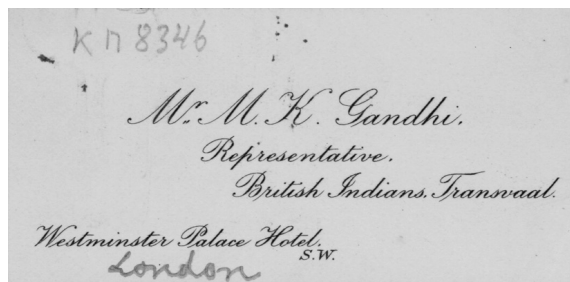 KП 8346
Mr. M. K. Gandhi.
Representative.
British Indians. Transvaal.
Westminster Palace Hotel.
S.W.
London